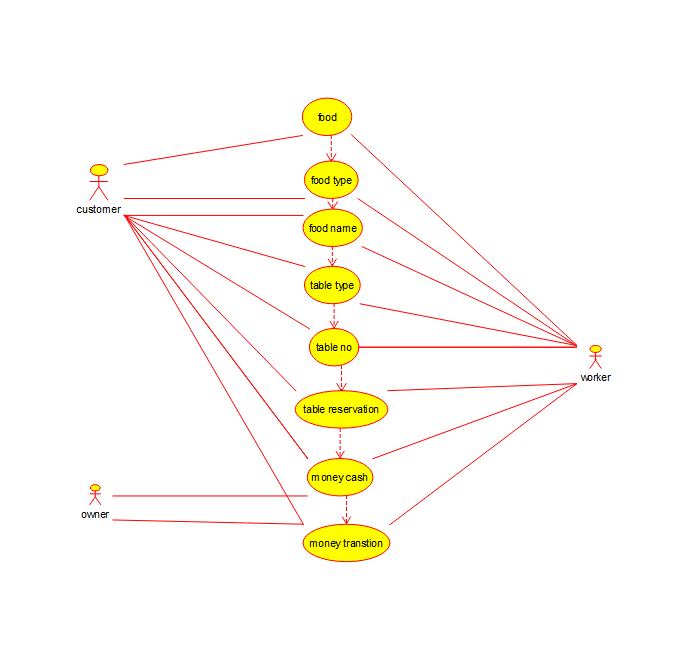 food
food type
customer
food name
table type
table no
worker
table reservation
money cash
owner
money transtion